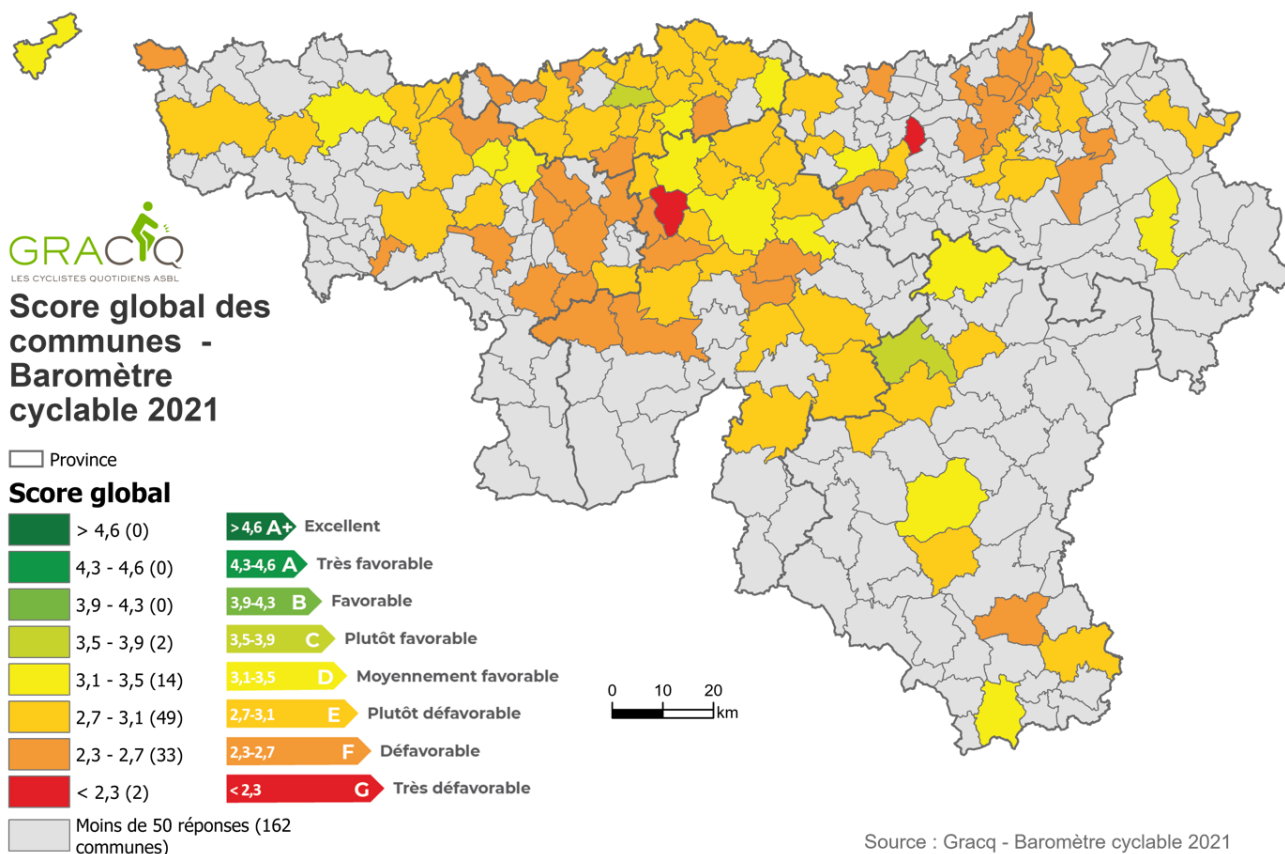 GRACQ
LES CYCLISTES QUOTIDIENS ASBL
Score global des
communes -
Baromètre
cyclable 2021
Province
Score global
> 4,6 (0)
4,3 - 4,6 (0)
3,9 - 4,3 (0)
3,5 - 3,9 (2)
3,1 - 3,5 (14)
2,7 - 3,1 (49)
2,3 - 2,7 (33)
< 2,3 (2)
Moins de 50 réponses (162
communes)
> 4,6 A+ Excellent
4,3-4,6 A Très favorable
3,9-4,3 B Favorable
3,5-3,9 C Plutôt favorable
3,1-3,5 D Moyennement favorable
2,7-3,1 E Plutôt défavorable
2,3-2,7 F Défavorable
< 2,3 G Très défavorable
0 10 20
km
Source : Gracq - Baromètre cyclable 2021